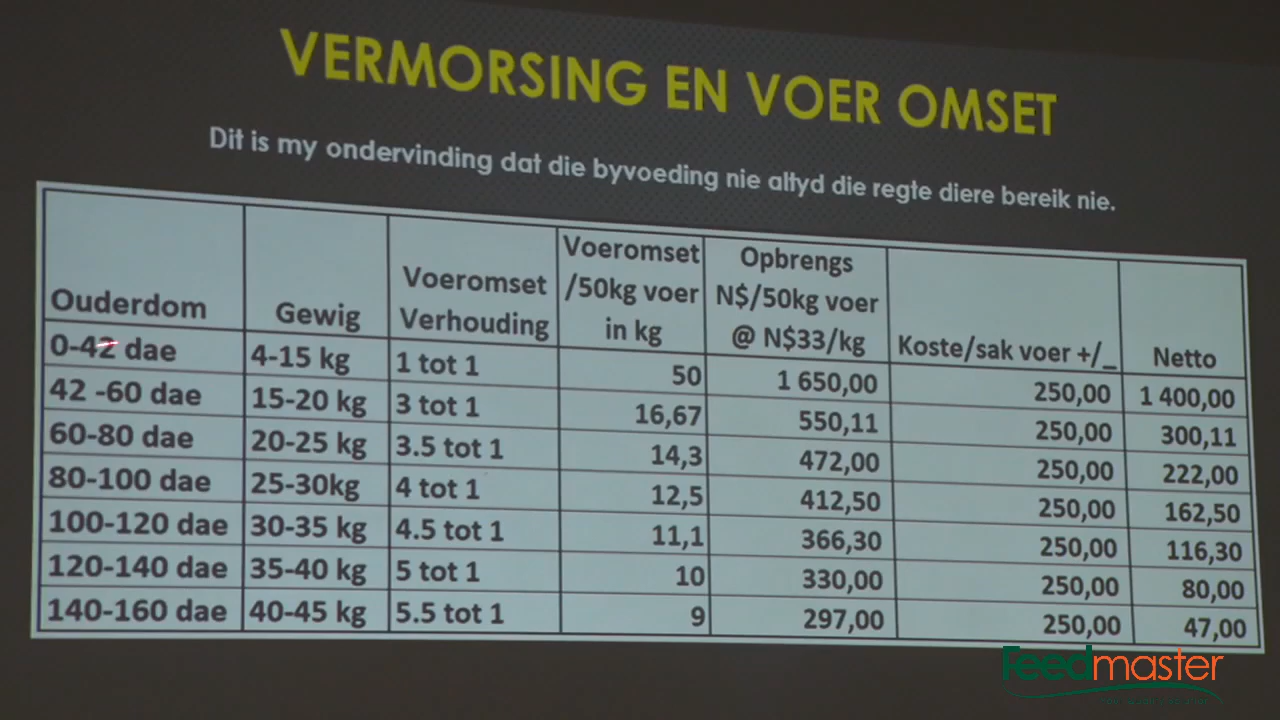 VERMORSING EN VOER OMSET
Dit is my ondervinding dat die byvoeding nie altyd die regte diere bereik nie.
Ouderdom Gewig Voeromset Verhouding Voeromset /50kg voer in kg Opbrengs N$/50kg voer @ N$33/kg Koste/sak voer +/_ Netto
0-42 dae 4-15 kg 1 tot 1 50 1 650,00 250,00 1 400,00
42 -60 dae 15-20 kg 3 tot 1 16,67 550,11 250,00 300,11
60-80 dae 20-25 kg 3.5 tot 1 14,3 472,00 250,00 222,00
80-100 dae 25-30kg 4 tot 1 12,5 412,50 250,00 162,50
100-120 dae 30-35 kg 4.5 tot 1 11,1 366,30 250,00 116,30
120-140 dae 35-40 kg 5 tot 1 10 330,00 250,00 80,00
140-160 dae 40-45 kg 5.5 tot 1 9 297,00 250,00 47,00
Feedmaster